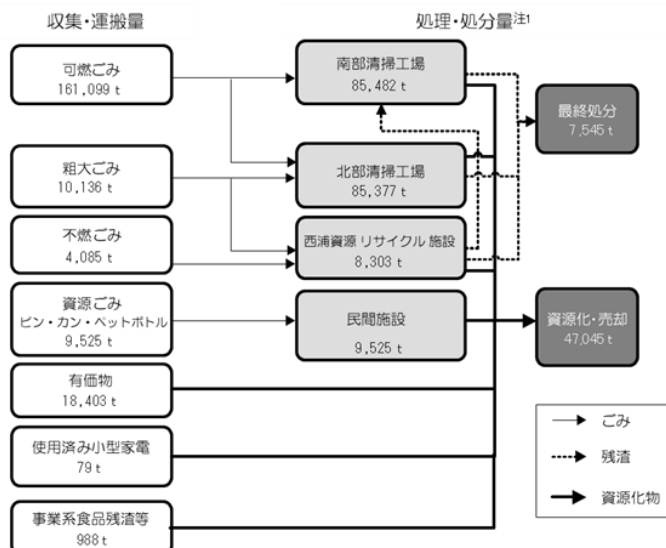 収集・運搬量
処理・処分量注1
可燃ごみ
161,099 t
粗大ごみ
10,136 t
不燃ごみ
4,085 t
資源ごみ
ビン・カン・ペットボトル
9,525 t
有価物
18,403 t
使用済み小型家電
79 t
事業系食品残渣等
988 t
南部清掃工場
85,482 t
北部清掃工場
85,377 t
西浦資源リサイクル施設
8,303 t
民間施設
9,525 t
最終処分
7,545 t
資源化・売却
47,045 t
ごみ
残渣
資源化物